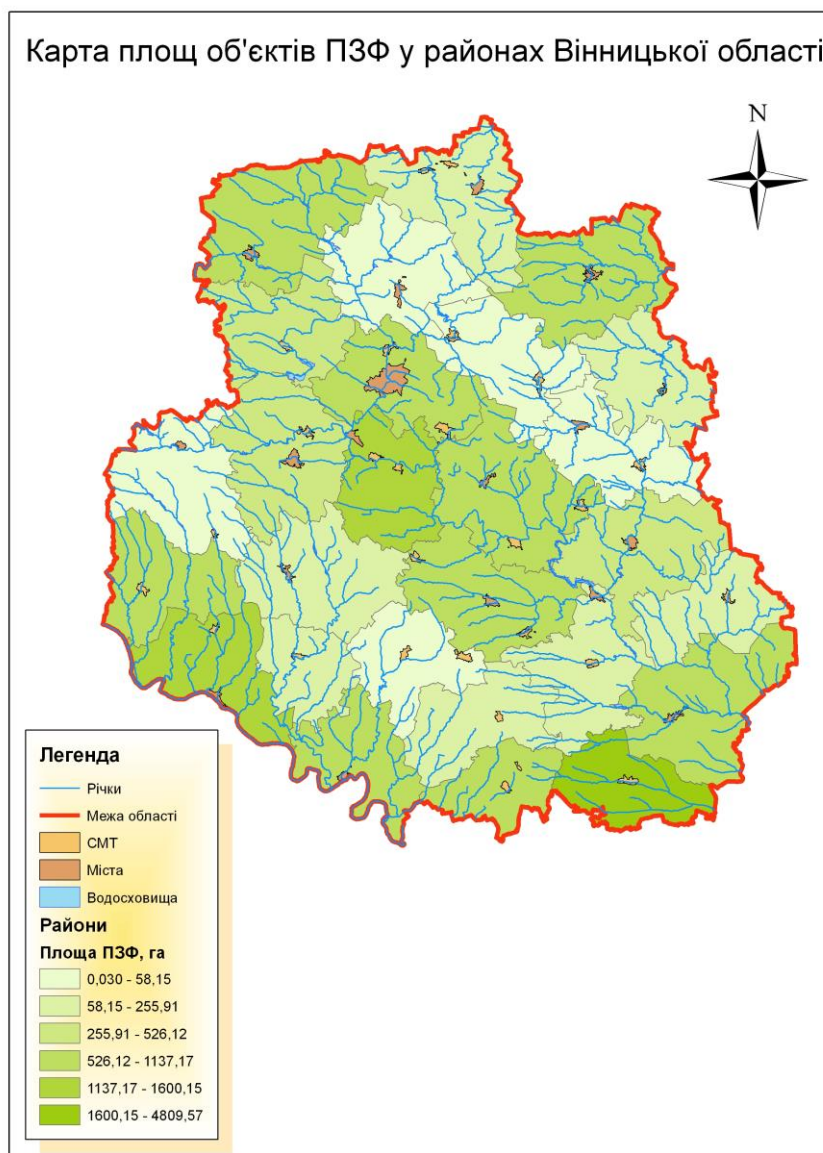 Карта площ об'єктів ПЗФ у районах Вінницької області
N
Легенда
Річки
Межа області
СМТ
Міста
Водосховища
Райони
Площа ПЗФ, га
0,030 - 58,15
58,15 - 255,91
255,91 - 526,12
526,12 - 1137,17
1137,17 - 1600,15
1600,15 - 4809,57